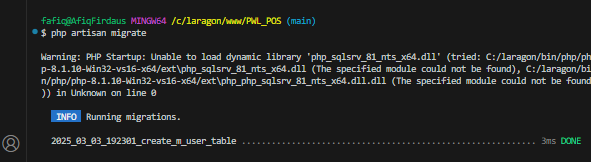 fafiq@AfiqFirdaus MINGW64 /c/laragon/www/PWL_POS (main)
$ php artisan migrate
Warning: PHP Startup: Unable to load dynamic library 'php_sqlsrv_81_nts_x64.dll' (tried: C:/laragon/bin/php/ph
p-8.1.10-Win32-vs16-x64/ext\php_sqlsrv_81_nts_x64.dll (The specified module could not be found), C:/laragon/bi
n/php/php-8.1.10-Win32-vs16-x64/ext\php_php_sqlsrv_81_nts_x64.dll.dll (The specified module could not be found
)) in Unknown on line 0
INFO Running migrations.
2025_03_03_192301_create_m_user_table ........................................................ 3ms DONE